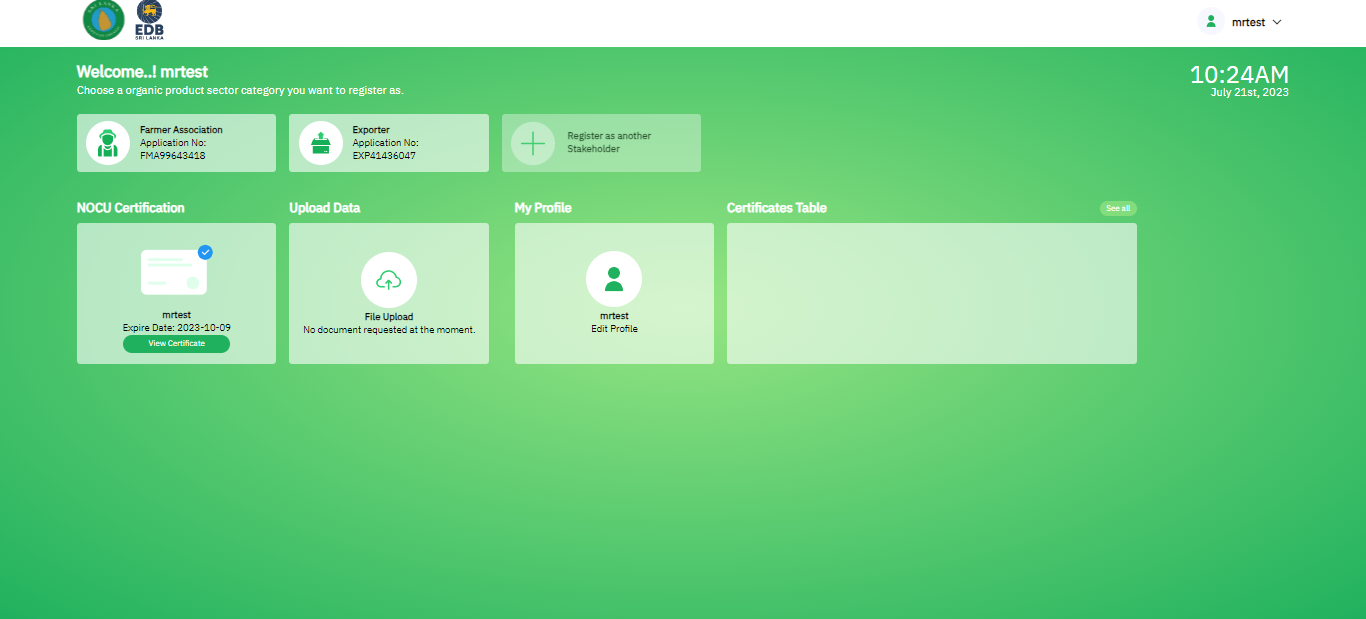 EDB
SRI LANKA
mrtest
Welcome..! mrtest
Choose a organic product sector category you want to register as.
10:24AM
July 21st, 2023
Farmer Association
Application No:
FMA99643418
Exporter
Application No:
EXP41436047
Register as another
Stakeholder
NOCU Certification
Upload Data
My Profile
Certificates Table
See all
mrtest
Expire Date: 2023-10-09
View Certificate
File Upload
No document requested at the moment.
mrtest
Edit Profile